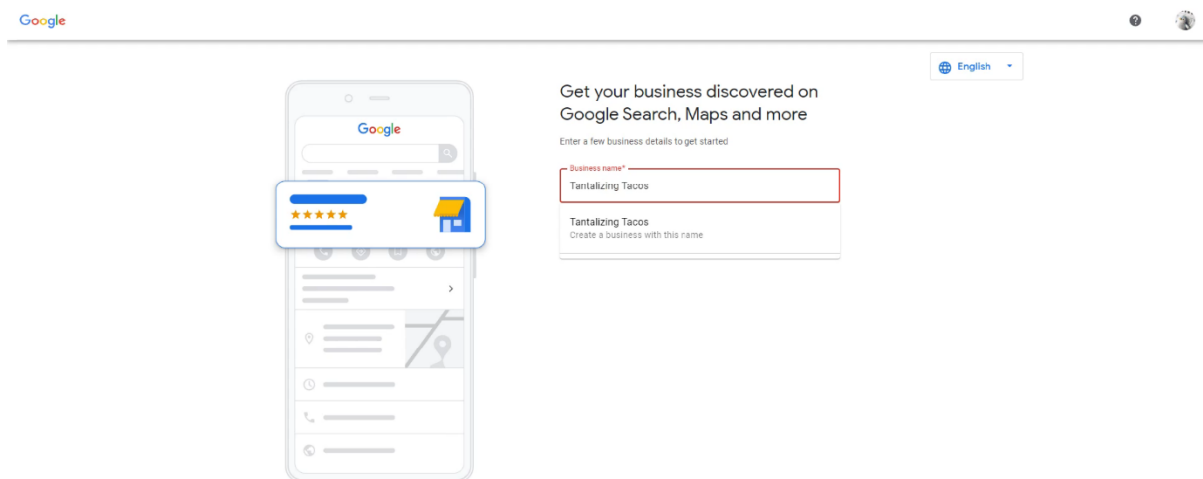 Google
English
Get your business discovered on
Google Search, Maps and more
Enter a few business details to get started
Business name*
Tantalizing Tacos
Tantalizing Tacos
Create a business with this name
Google